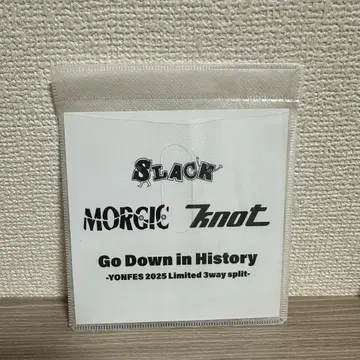 SLACK
MORGIC 7knot
Go Down in History
-YONFES 2025 Limited 3way split-